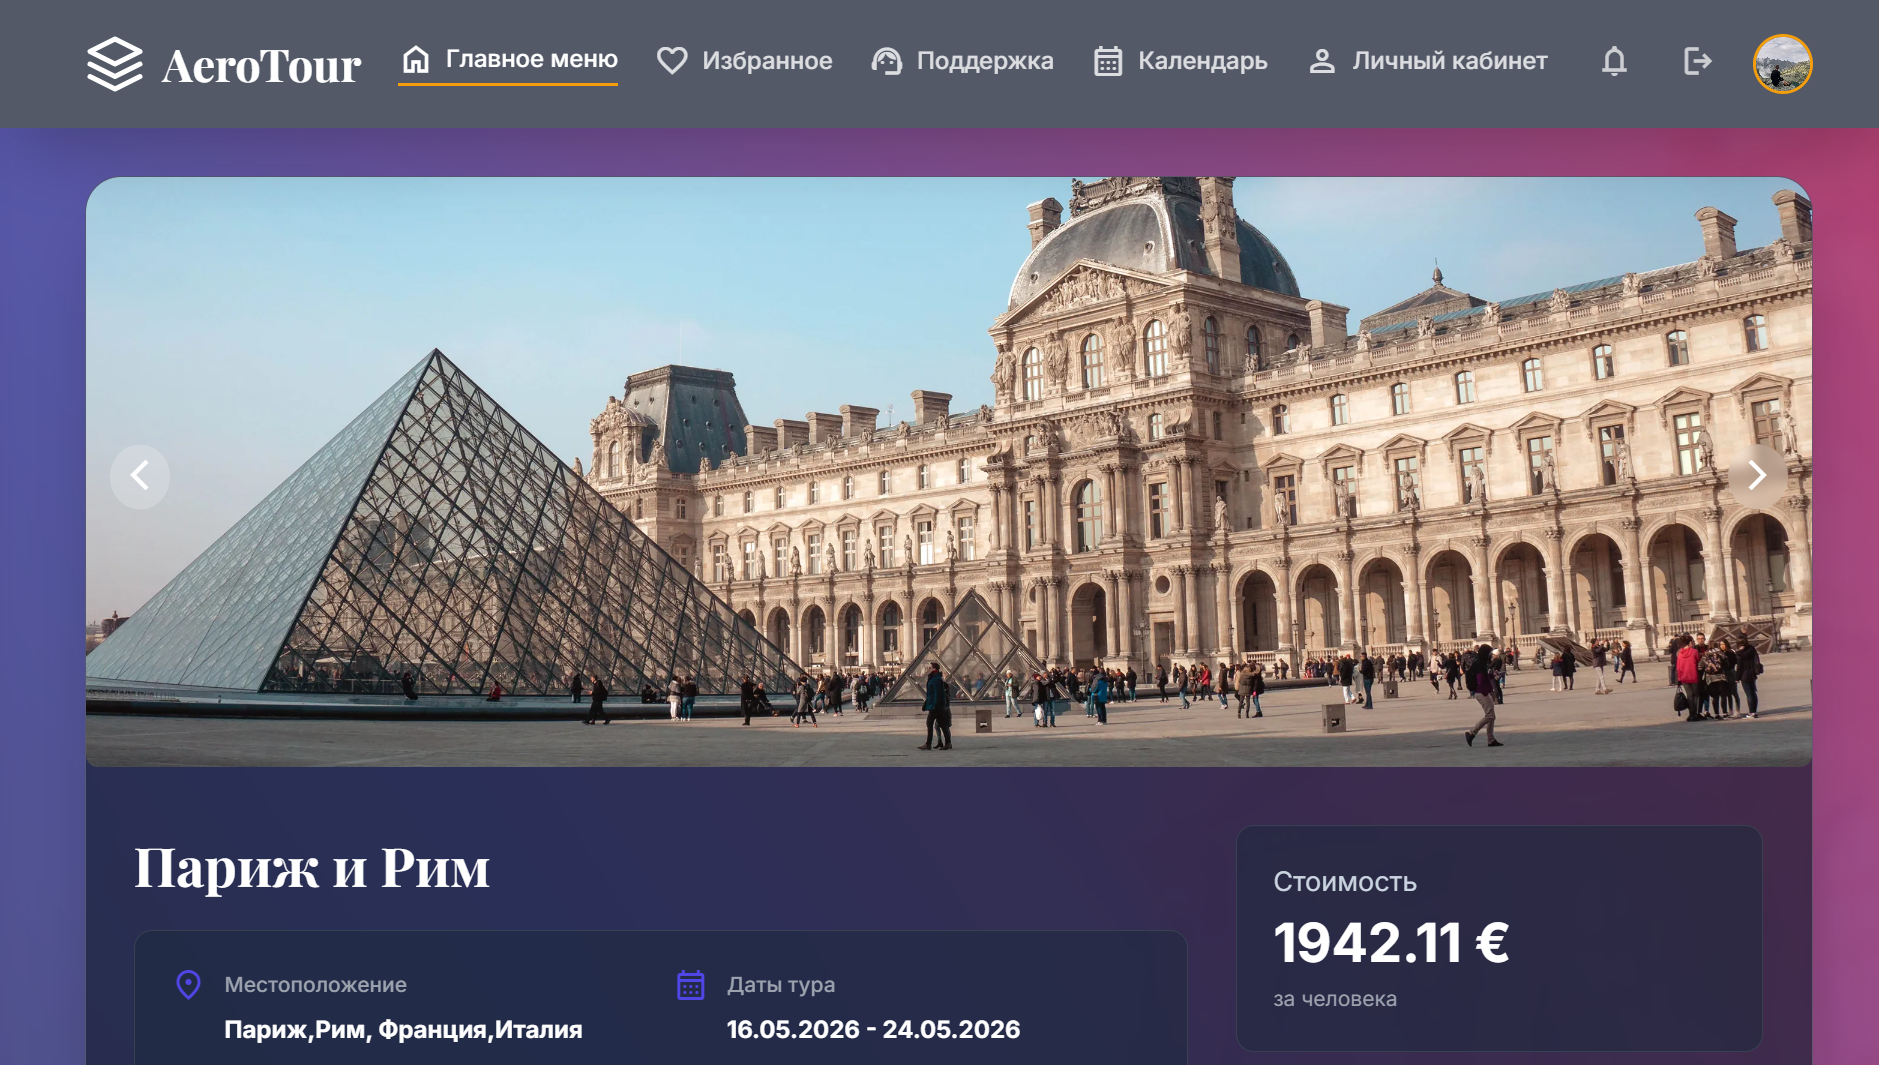 AeroTour
Главное меню
Избранное
Поддержка
Календарь
Личный кабинет
Париж и Рим
Местоположение
Париж,Рим, Франция,Италия
Даты тура
16.05.2026 - 24.05.2026
Стоимость
1942.11 €
за человека